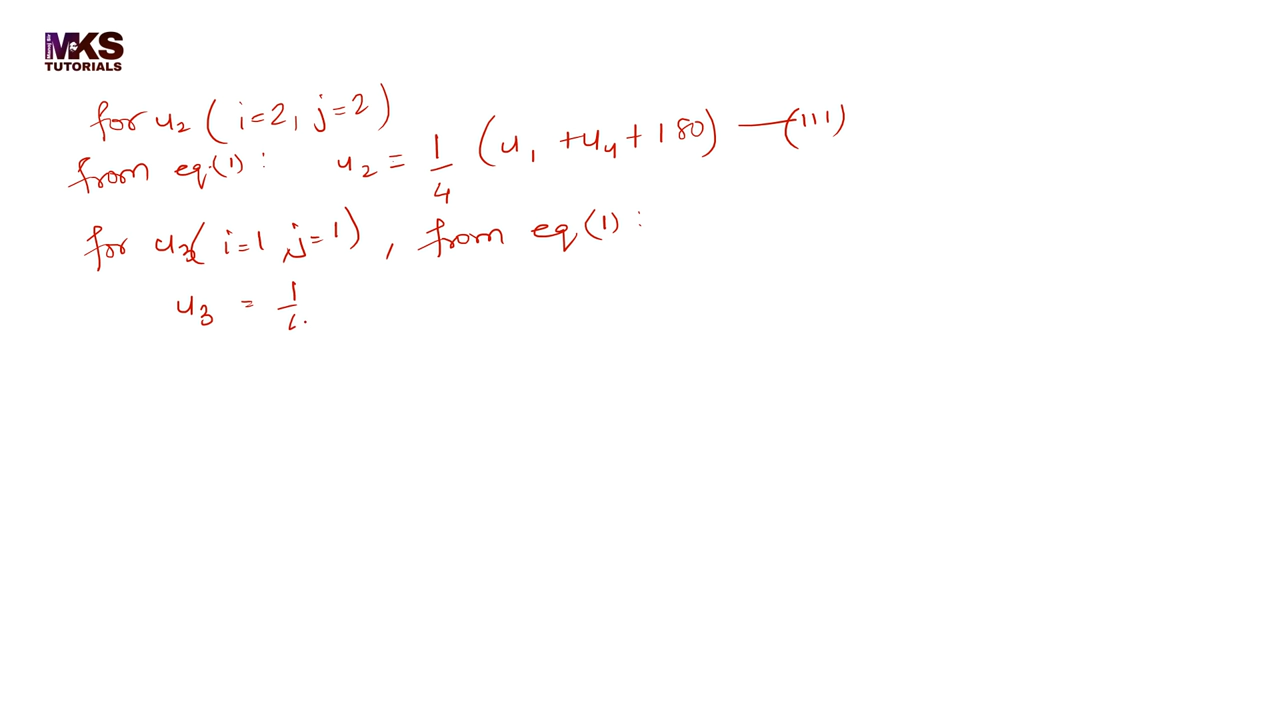 MKS
TUTORIALS
for u₂ ( i=2, j=2)
from eq.(1) : u₂ = 1/4 (u₁ +u₄ + 180) —(111)
for u₃( i=1, j=1) , from eq (1) :
u₃ = 1/